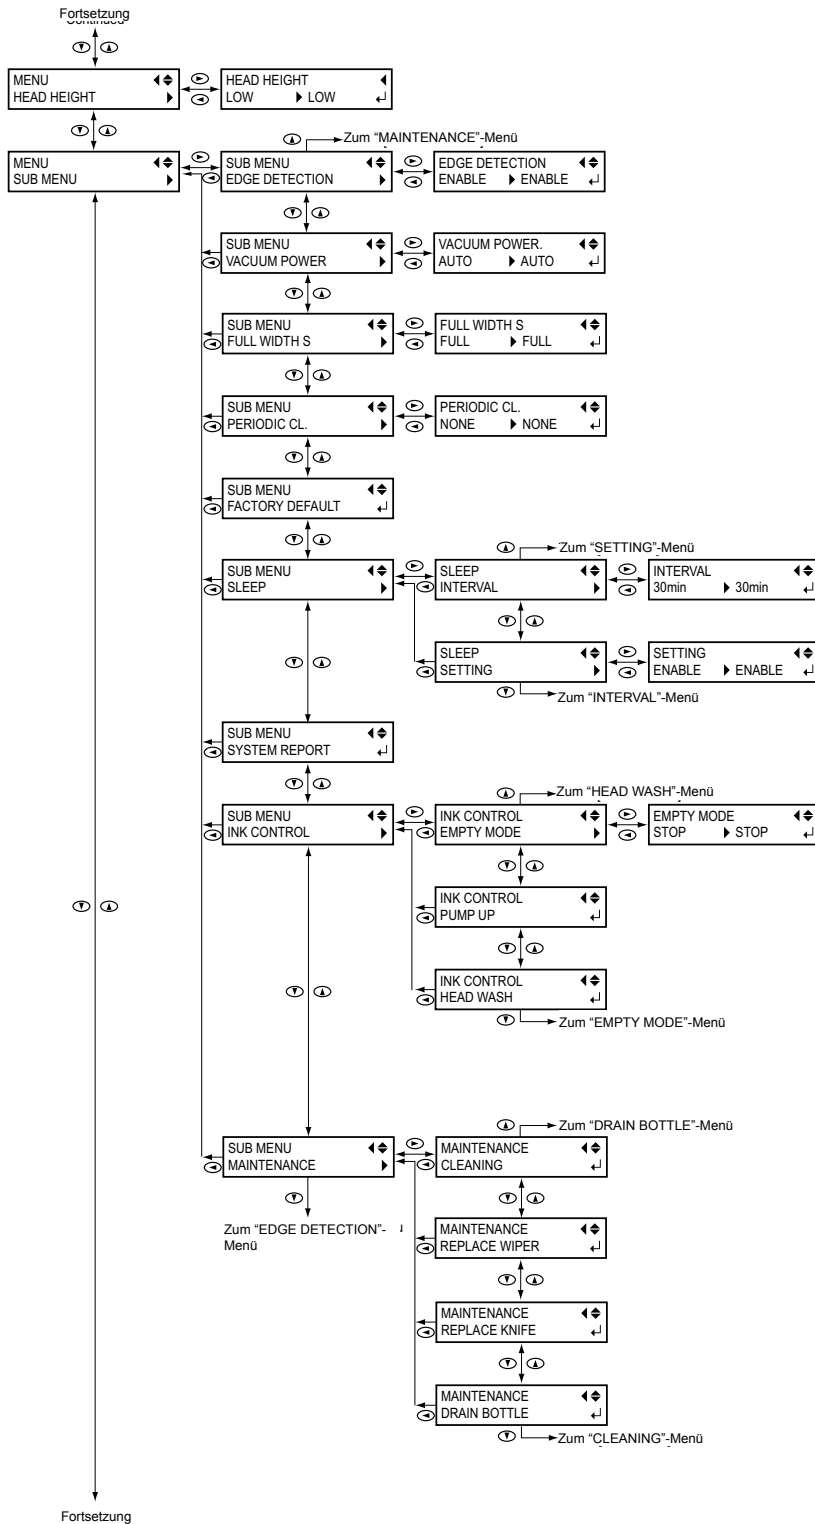 Fortsetzung
MENU
HEAD HEIGHT
HEAD HEIGHT
LOW LOW
Zum “MAINTENANCE”-Menü
MENU
SUB MENU
SUB MENU
EDGE DETECTION
EDGE DETECTION
ENABLE ENABLE
SUB MENU
VACUUM POWER
VACUUM POWER.
AUTO AUTO
SUB MENU
FULL WIDTH S
FULL WIDTH S
FULL FULL
SUB MENU
PERIODIC CL.
PERIODIC CL.
NONE NONE
SUB MENU
FACTORY DEFAULT
Zum “SETTING”-Menü
SUB MENU
SLEEP
SLEEP
INTERVAL
INTERVAL
30min 30min
SLEEP
SETTING
SETTING
ENABLE ENABLE
Zum “INTERVAL”-Menü
SUB MENU
SYSTEM REPORT
Zum “HEAD WASH”-Menü
SUB MENU
INK CONTROL
INK CONTROL
EMPTY MODE
EMPTY MODE
STOP STOP
INK CONTROL
PUMP UP
INK CONTROL
HEAD WASH
Zum “EMPTY MODE”-Menü
Zum “DRAIN BOTTLE”-Menü
SUB MENU
MAINTENANCE
MAINTENANCE
CLEANING
Zum “EDGE DETECTION”-
Menü
MAINTENANCE
REPLACE WIPER
MAINTENANCE
REPLACE KNIFE
MAINTENANCE
DRAIN BOTTLE
Zum “CLEANING”-Menü
Fortsetzung